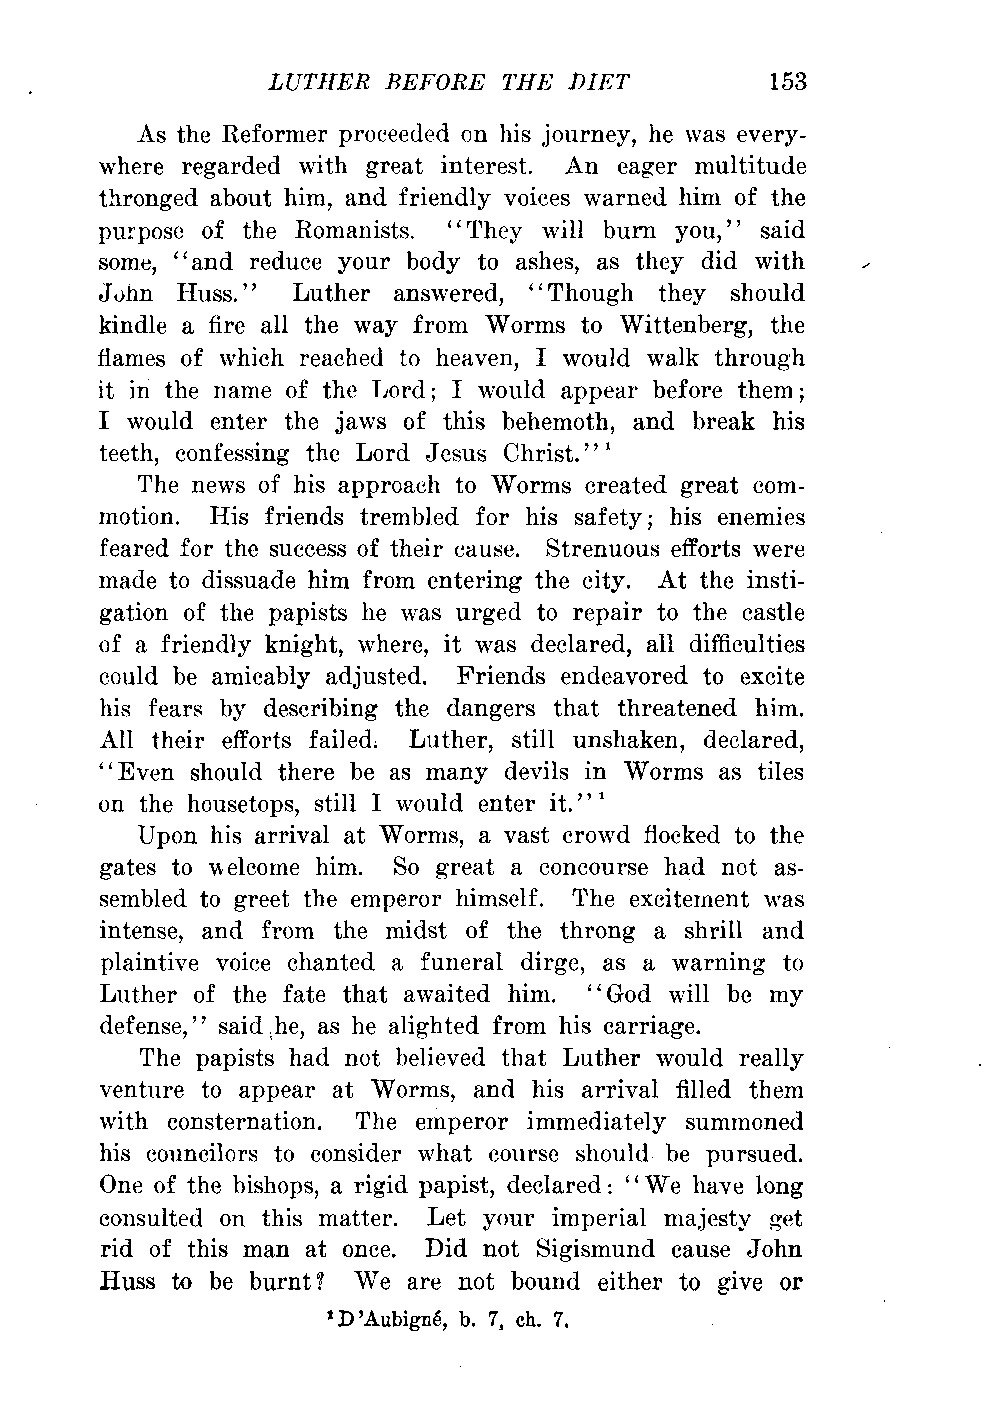 LUTHER BEFORE THE DIET 153
As the Reformer proceeded on his journey, he was every-
where regarded with great interest. An eager multitude
thronged about him, and friendly voices warned him of the
purpose of the Romanists. "They will burn you," said
some, "and reduce your body to ashes, as they did with
John Huss." Luther answered, "Though they should
kindle a fire all the way from Worms to Wittenberg, the
flames of which reached to heaven, I would walk through
it in the name of the Lord; I would appear before them;
I would enter the jaws of this behemoth, and break his
teeth, confessing the Lord Jesus Christ."¹
The news of his approach to Worms created great com-
motion. His friends trembled for his safety; his enemies
feared for the success of their cause. Strenuous efforts were
made to dissuade him from entering the city. At the insti-
gation of the papists he was urged to repair to the castle
of a friendly knight, where, it was declared, all difficulties
could be amicably adjusted. Friends endeavored to excite
his fears by describing the dangers that threatened him.
All their efforts failed. Luther, still unshaken, declared,
"Even should there be as many devils in Worms as tiles
on the housetops, still I would enter it."¹
Upon his arrival at Worms, a vast crowd flocked to the
gates to welcome him. So great a concourse had not as-
sembled to greet the emperor himself. The excitement was
intense, and from the midst of the throng a shrill and
plaintive voice chanted a funeral dirge, as a warning to
Luther of the fate that awaited him. "God will be my
defense," said he, as he alighted from his carriage.
The papists had not believed that Luther would really
venture to appear at Worms, and his arrival filled them
with consternation. The emperor immediately summoned
his councilors to consider what course should be pursued.
One of the bishops, a rigid papist, declared: "We have long
consulted on this matter. Let your imperial majesty get
rid of this man at once. Did not Sigismund cause John
Huss to be burnt? We are not bound either to give or
¹D'Aubigné, b. 7, ch. 7.